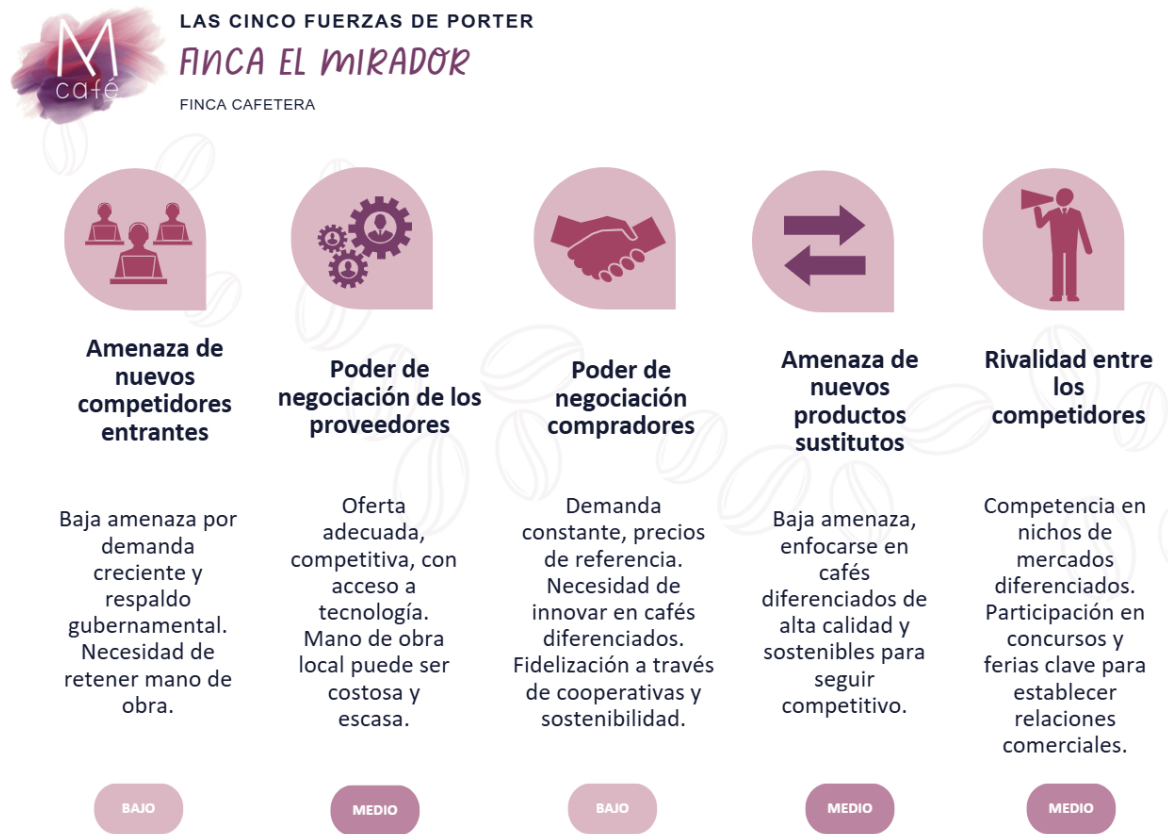 M
café
LAS CINCO FUERZAS DE PORTER
FINCA EL MIRADOR
FINCA CAFETERA
Amenaza de
nuevos
competidores
entrantes
Baja amenaza por
demanda
creciente y
respaldo
gubernamental.
Necesidad de
retener mano de
obra.
BAJO
Poder de
negociación de los
proveedores
Oferta
adecuada,
competitiva, con
acceso a
tecnología.
Mano de obra
local puede ser
costosa y
escasa.
MEDIO
Poder de
negociación
compradores
Demanda
constante, precios
de referencia.
Necesidad de
innovar en cafés
diferenciados.
Fidelización a través
de cooperativas y
sostenibilidad.
BAJO
Amenaza de
nuevos
productos
sustitutos
Baja amenaza,
enfocarse en
cafés
diferenciados de
alta calidad y
sostenibles para
seguir
competitivo.
MEDIO
Rivalidad entre
los
competidores
Competencia en
nichos de
mercados
diferenciados.
Participación en
concursos y
ferias clave para
establecer
relaciones
comerciales.
MEDIO